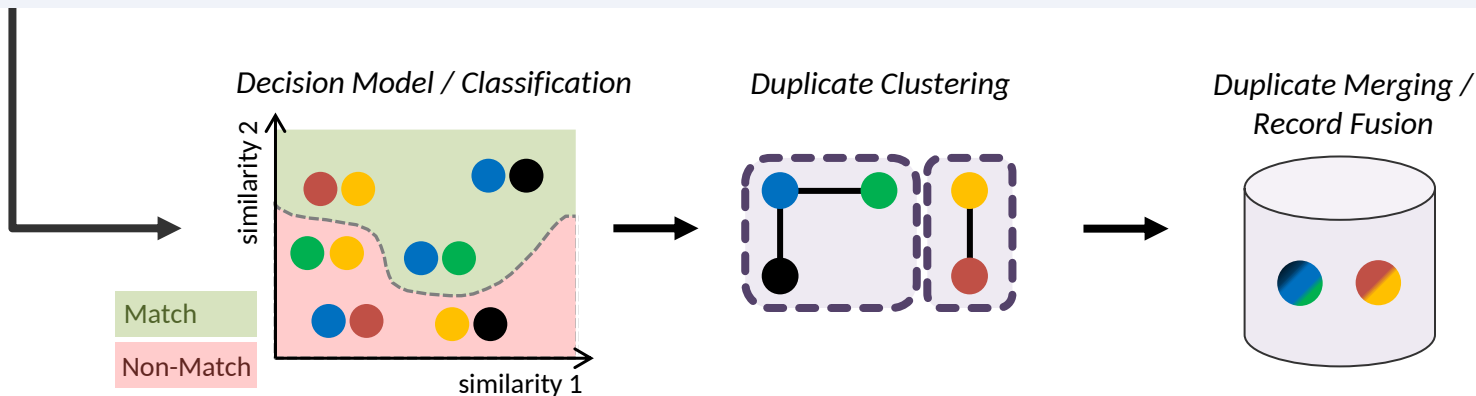 Decision Model / Classification
similarity 2
similarity 1
Match
Non-Match
Duplicate Clustering
Duplicate Merging /
Record Fusion